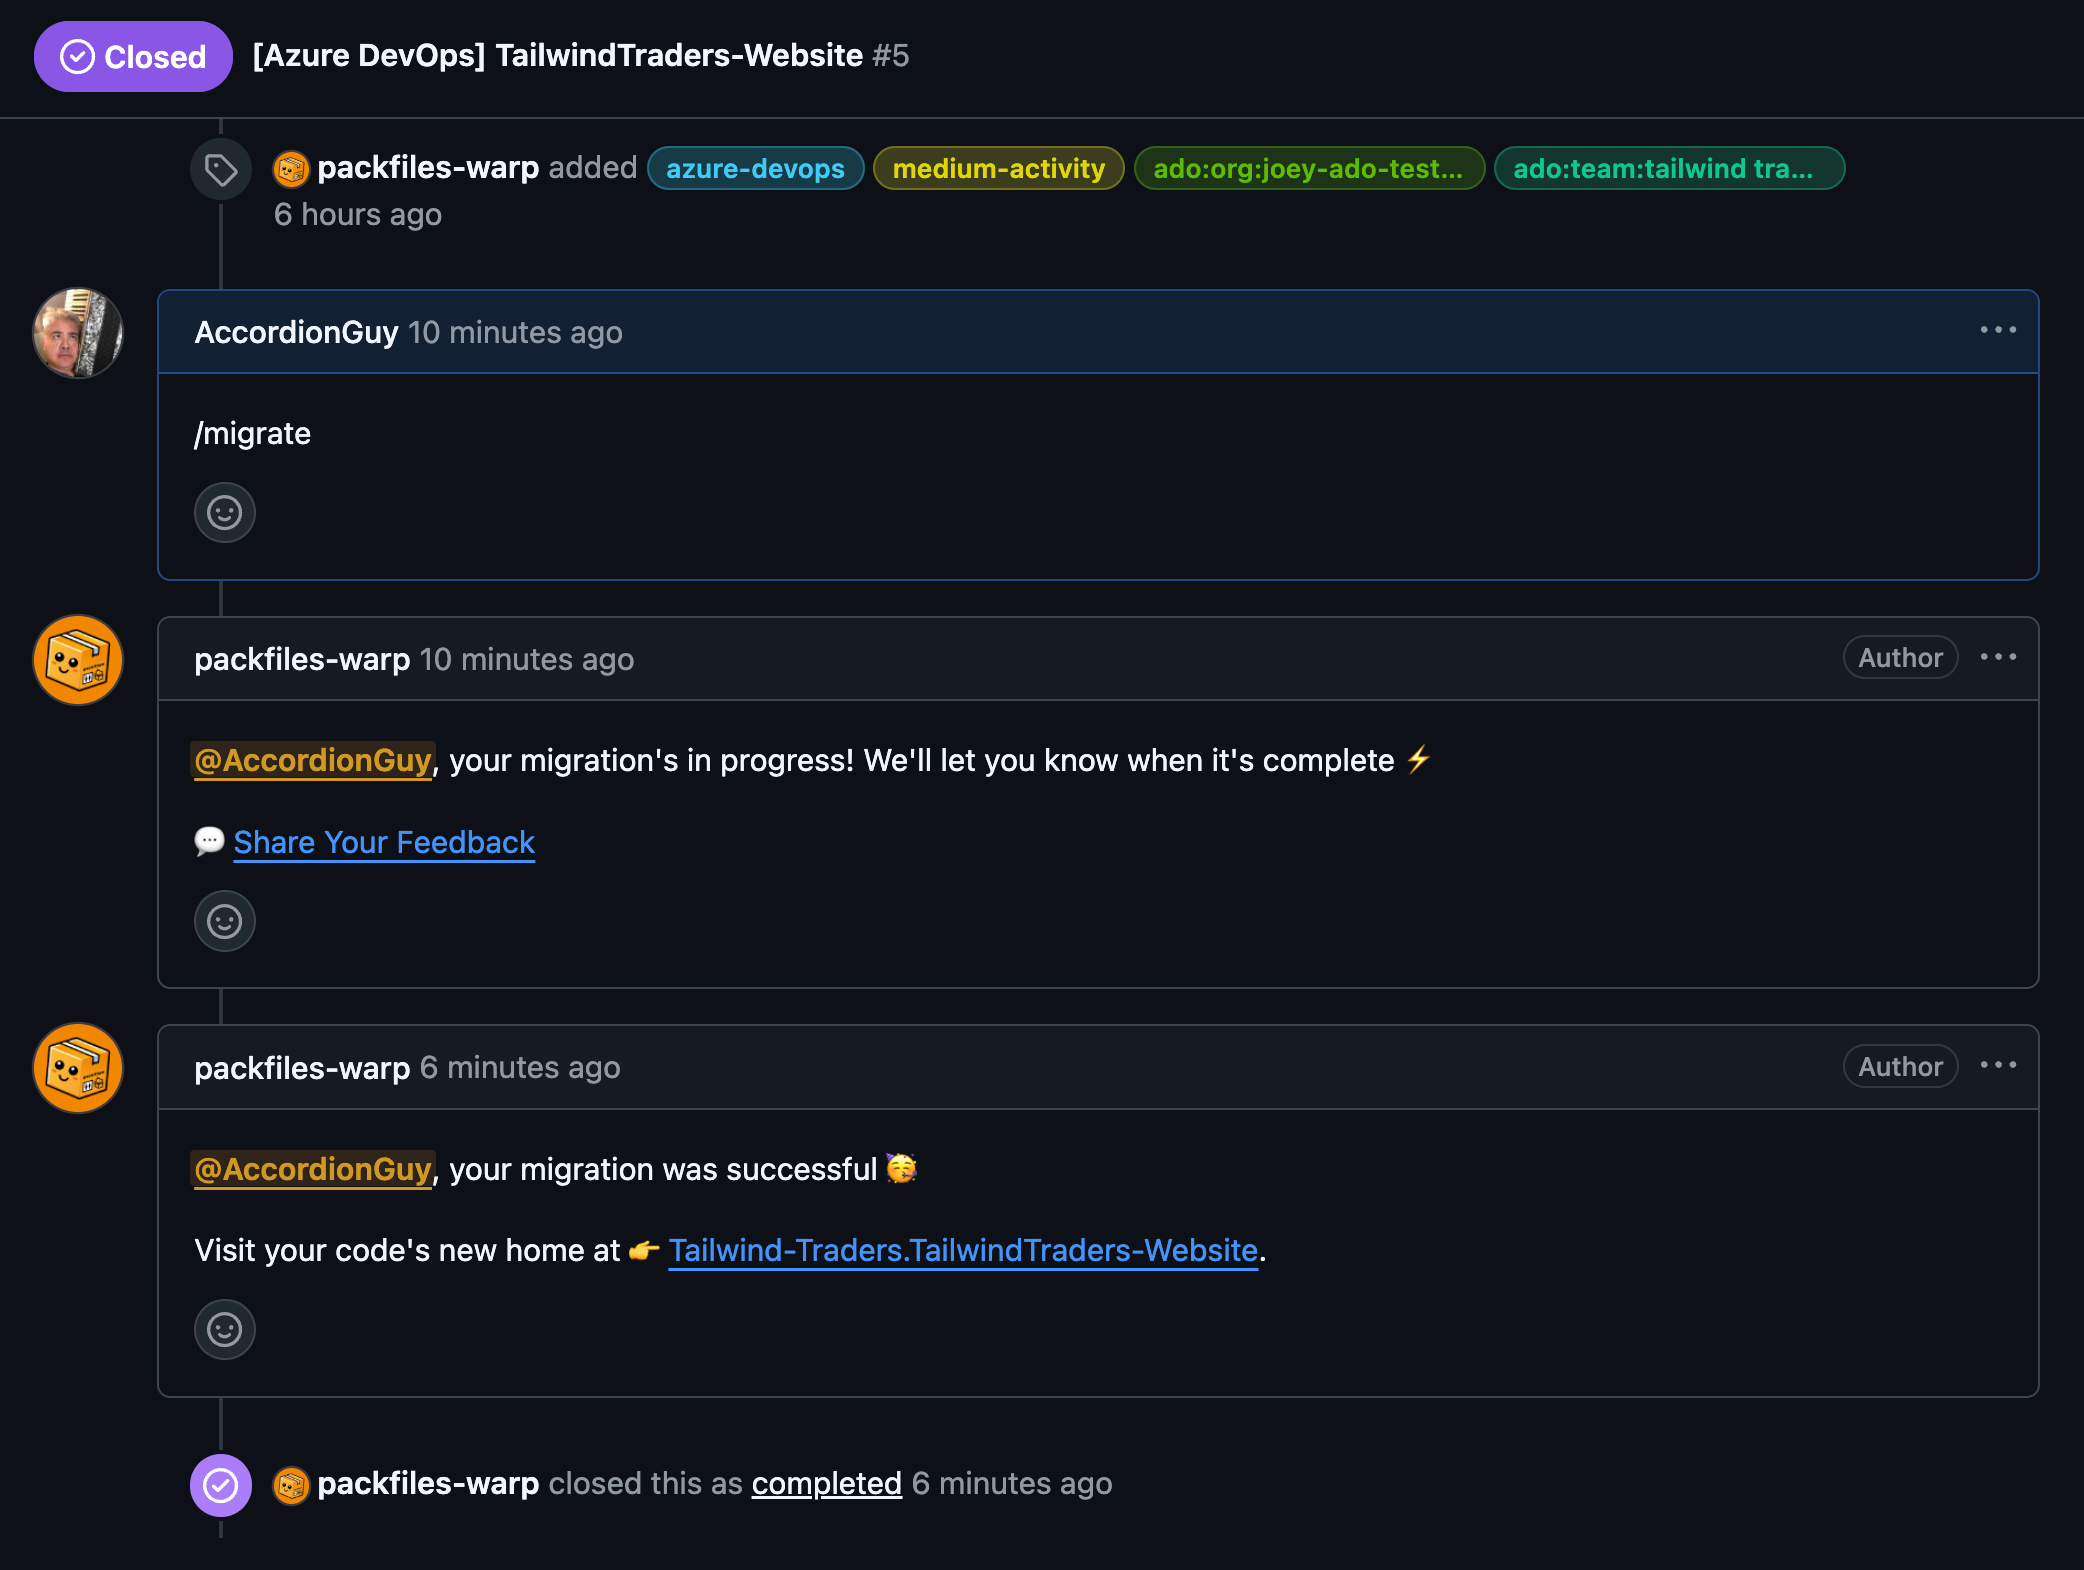 Closed [Azure DevOps] TailwindTraders-Website #5
packfiles-warp added azure-devops medium-activity ado:org:joey-ado-test... ado:team:tailwind tra...
6 hours ago
AccordionGuy 10 minutes ago
/migrate
packfiles-warp 10 minutes ago Author
@AccordionGuy, your migration's in progress! We'll let you know when it's complete ⚡
💬 Share Your Feedback
packfiles-warp 6 minutes ago Author
@AccordionGuy, your migration was successful 🥳
Visit your code's new home at 👉 Tailwind-Traders.TailwindTraders-Website.
packfiles-warp closed this as completed 6 minutes ago